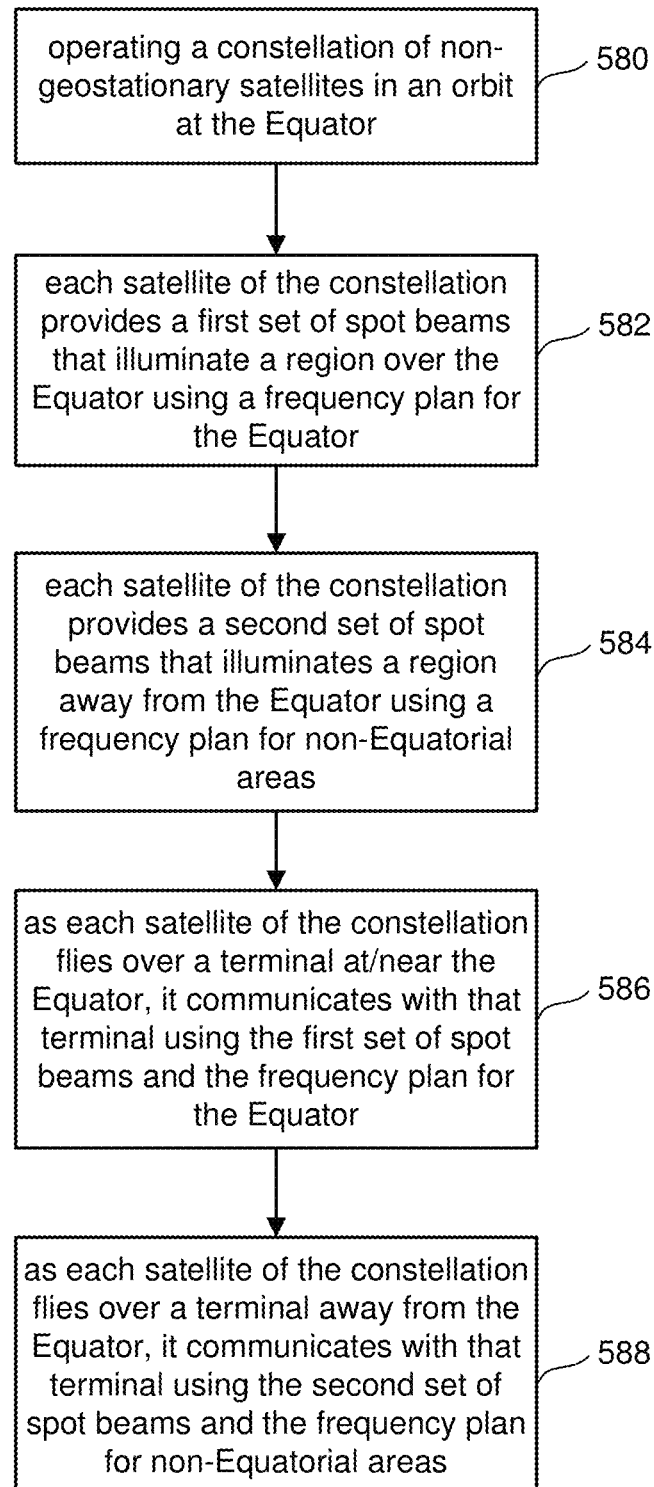 operating a constellation of non-
geostationary satellites in an orbit
at the Equator
580
each satellite of the constellation
provides a first set of spot beams
that illuminate a region over the
Equator using a frequency plan for
the Equator
582
each satellite of the constellation
provides a second set of spot
beams that illuminates a region
away from the Equator using a
frequency plan for non-Equatorial
areas
584
as each satellite of the constellation
flies over a terminal at/near the
Equator, it communicates with that
terminal using the first set of spot
beams and the frequency plan for
the Equator
586
as each satellite of the constellation
flies over a terminal away from the
Equator, it communicates with that
terminal using the second set of
spot beams and the frequency plan
for non-Equatorial areas
588